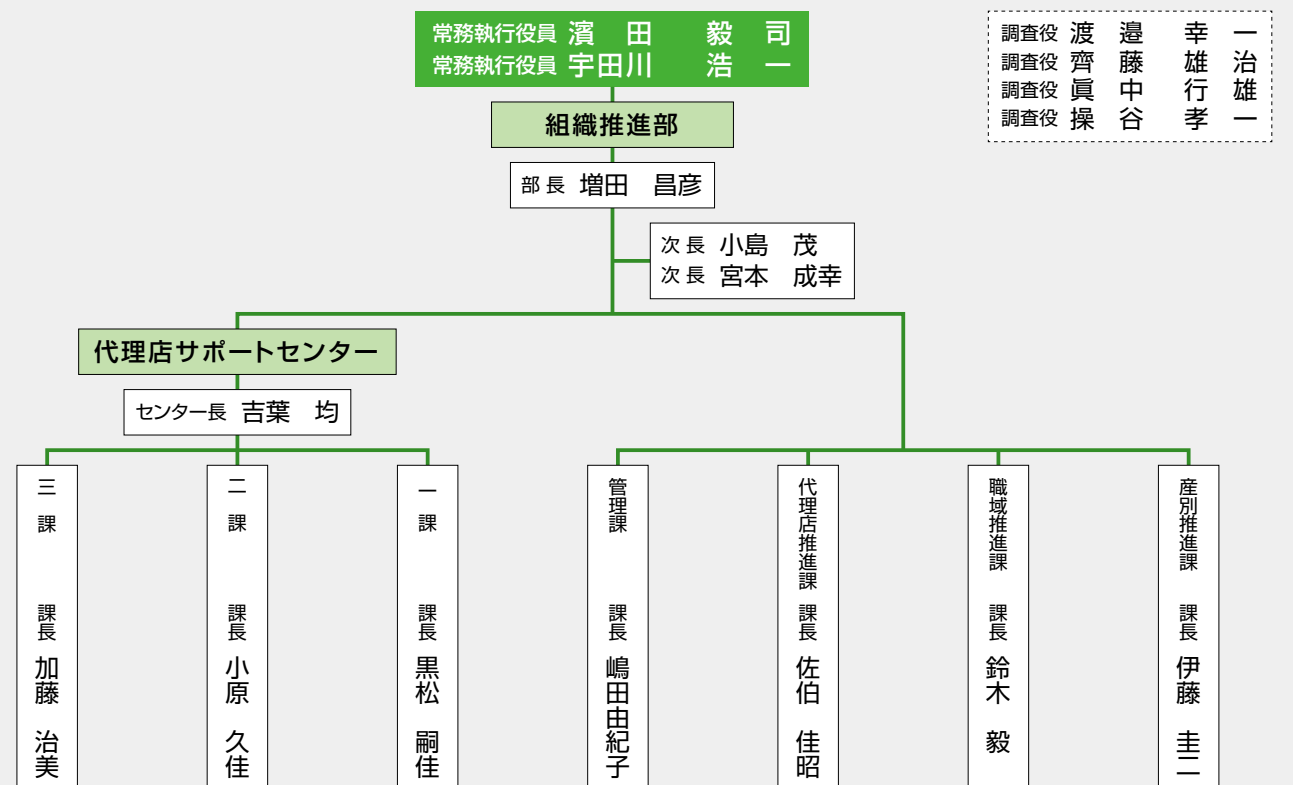 常務執行役員 濱田 毅司
常務執行役員 宇田川 浩一
調査役 渡邉 幸一
調査役 齊藤 雄治
調査役 眞中 行雄
調査役 操谷 孝一
組織推進部
部長 増田 昌彦
次長 小島 茂
次長 宮本 成幸
代理店サポートセンター
センター長 吉葉 均
三課 課長 加藤 治美
二課 課長 小原 久佳
一課 課長 黒松 嗣佳
管理課 課長 嶋田由紀子
代理店推進課 課長 佐伯 佳昭
職域推進課 課長 鈴木 毅
産別推進課 課長 伊藤 圭二